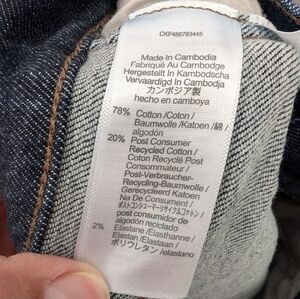 CKP486783445
Made In Cambodia
Fabriqué Au Cambodge
Hergestellt In Kambodscha
Vervaardigd In Cambodja
カンボジア製
hecho en camboya
78% Cotton /Coton /
Baumwolle /Katoen /綿 /
algodón
20% Post Consumer
Recycled Cotton /
Coton Recyclé Post
Consommateur /
Post-Verbraucher-
Recycling-Baumwolle /
Gerecycleerd Katoen
Na De Consument /
ポストコンシューマーリサイクルコットン /
post consumidor de
algodón reciclado
2% Elastane /Élasthanne /
Elastan /Elastaan /
ポリウレタン /elastano